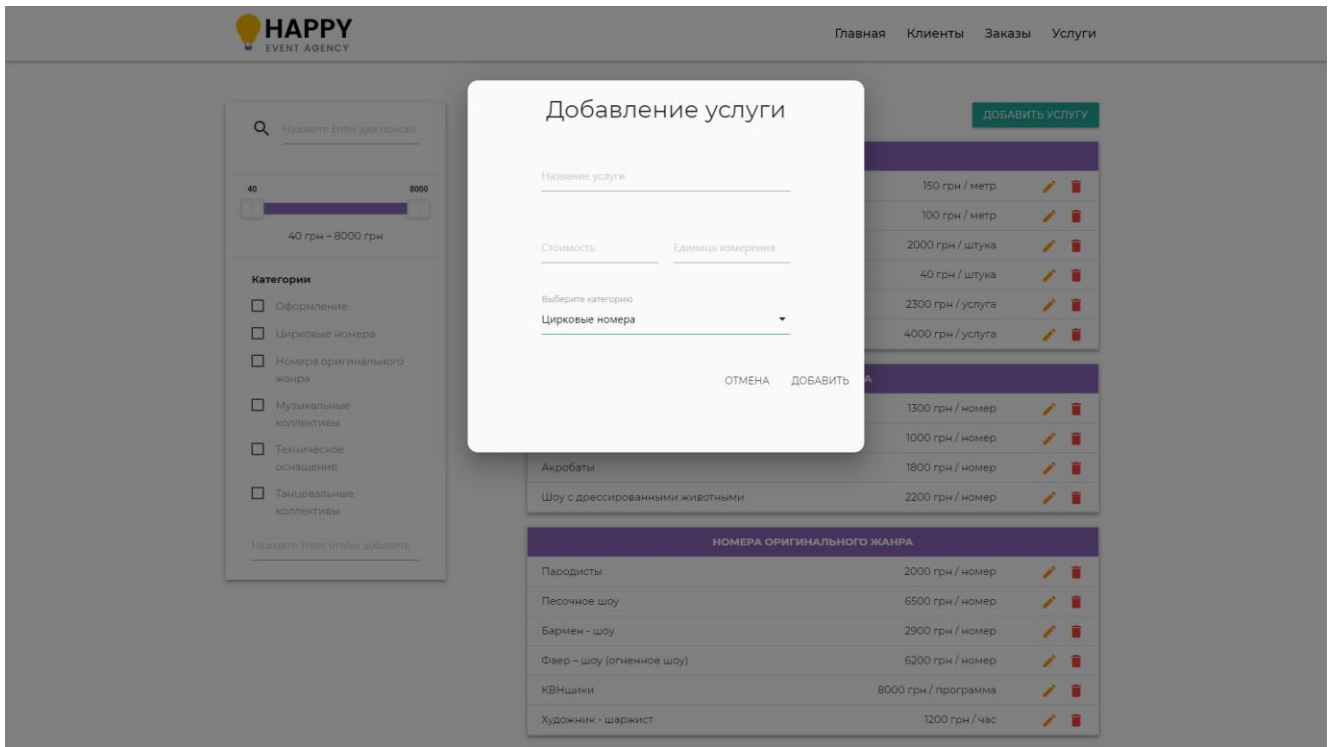 HAPPY
EVENT AGENCY
Главная Клиенты Заказы Услуги
Нажмите Enter для поиска
40 8000
40 грн – 8000 грн
Категории
Оформление
Цирковые номера
Номера оригинального
жанра
Музыкальные
коллективы
Техническое
оснащение
Танцевальные
коллективы
Нажмите Enter чтобы добавить
Добавление услуги
Название услуги
Стоимость Единица измерения
Выберите категорию
Цирковые номера
ОТМЕНА ДОБАВИТЬ
ДОБАВИТЬ УСЛУГУ
150 грн / метр
100 грн / метр
2000 грн / штука
40 грн / штука
2300 грн / услуга
4000 грн / услуга
А
1300 грн / номер
1000 грн / номер
Акробаты 1800 грн / номер
Шоу с дрессированными животными 2200 грн / номер
НОМЕРА ОРИГИНАЛЬНОГО ЖАНРА
Пародисты 2000 грн / номер
Песочное шоу 6500 грн / номер
Бармен - шоу 2900 грн / номер
Фаер – шоу (огненное шоу) 6200 грн / номер
КВНщики 8000 грн / программа
Художник - шаржист 1200 грн / час